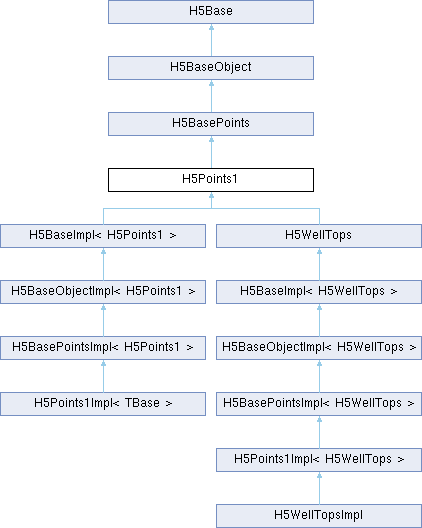 H5Base
H5BaseObject
H5BasePoints
H5Points1
H5BaseImpl< H5Points1 >
H5WellTops
H5BaseObjectImpl< H5Points1 >
H5BaseImpl< H5WellTops >
H5BasePointsImpl< H5Points1 >
H5BaseObjectImpl< H5WellTops >
H5Points1Impl< TBase >
H5BasePointsImpl< H5WellTops >
H5Points1Impl< H5WellTops >
H5WellTopsImpl